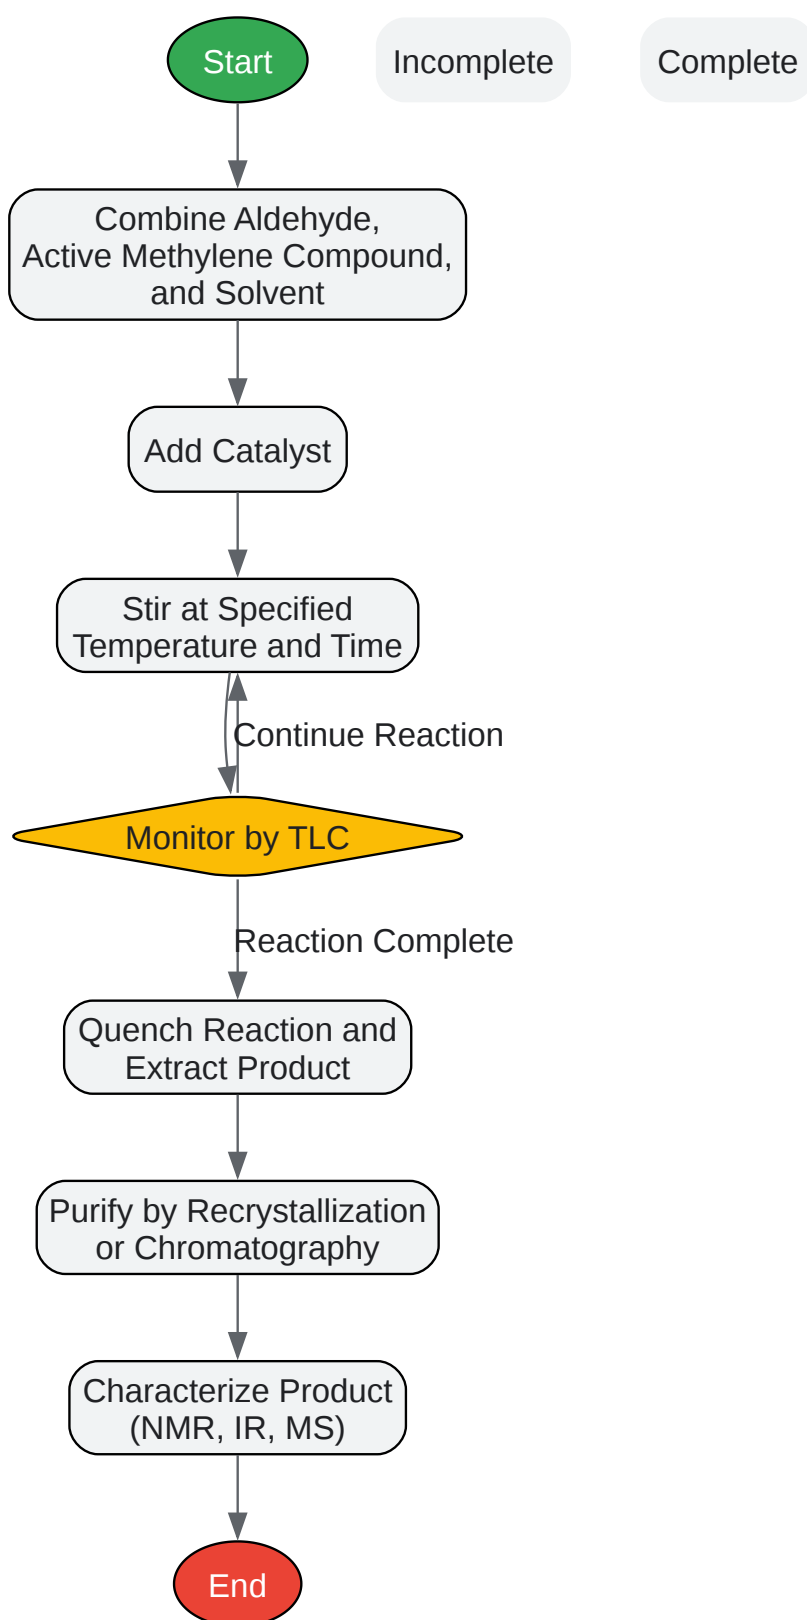 Start
Incomplete
Complete
Combine Aldehyde,
Active Methylene Compound,
and Solvent
Add Catalyst
Stir at Specified
Temperature and Time
Continue Reaction
Monitor by TLC
Reaction Complete
Quench Reaction and
Extract Product
Purify by Recrystallization
or Chromatography
Characterize Product
(NMR, IR, MS)
End